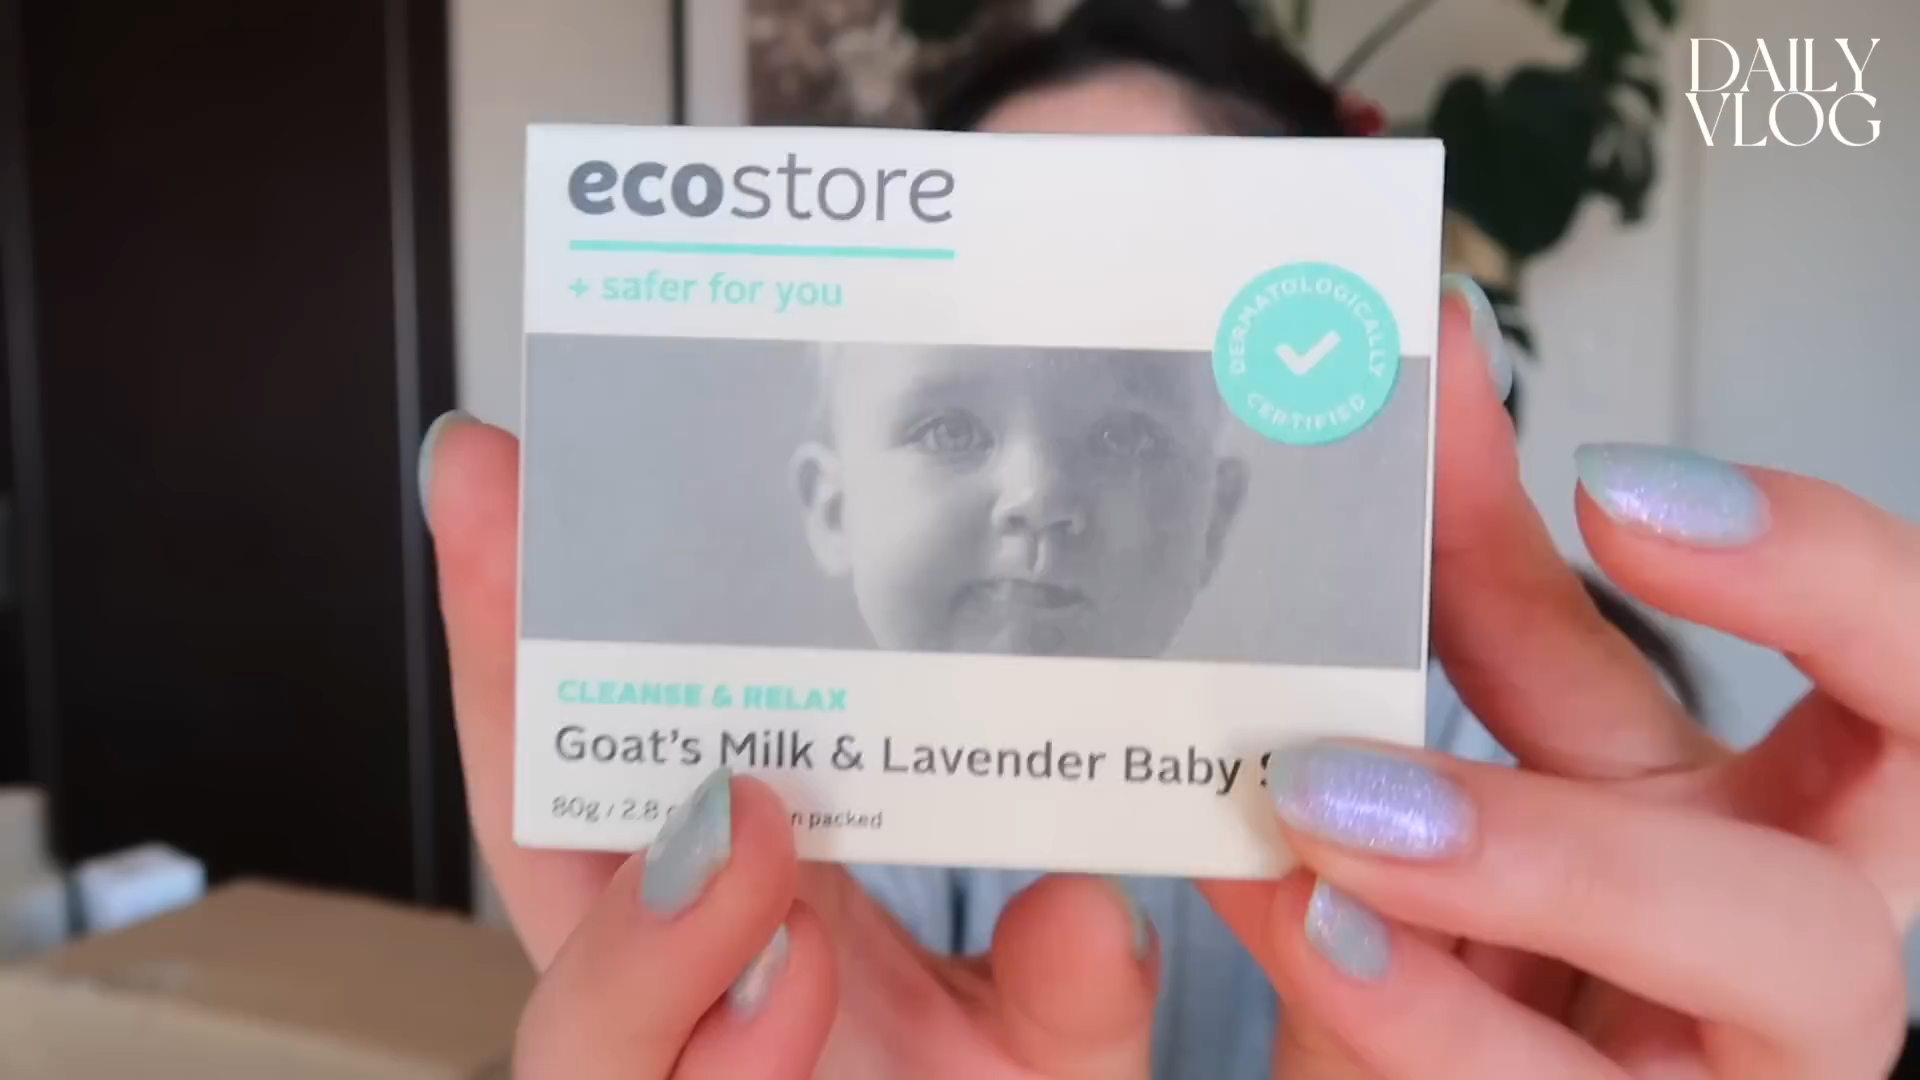 DAILY
VLOG
ecostore
+ safer for you
DERMATOLOGICALLY
CERTIFIED
CLEANSE & RELAX
Goat's Milk & Lavender Baby
80g / 2.8
packed